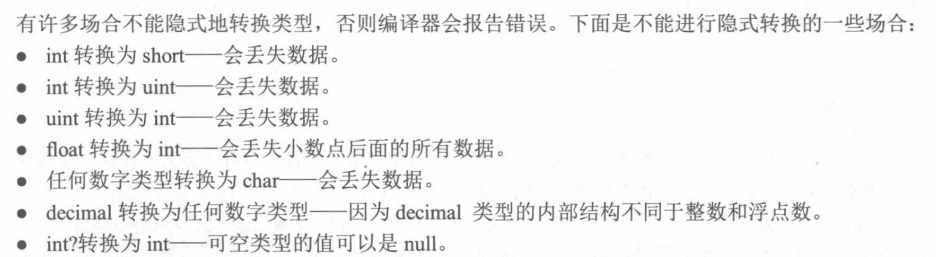 有许多场合不能隐式地转换类型，否则编译器会报告错误。下面是不能进行隐式转换的一些场合：
● int 转换为 short——会丢失数据。
● int 转换为 uint——会丢失数据。
● uint 转换为 int——会丢失数据。
● float 转换为 int——会丢失小数点后面的所有数据。
● 任何数字类型转换为 char——会丢失数据。
● decimal 转换为任何数字类型——因为 decimal 类型的内部结构不同于整数和浮点数。
● int?转换为 int——可空类型的值可以是 null。